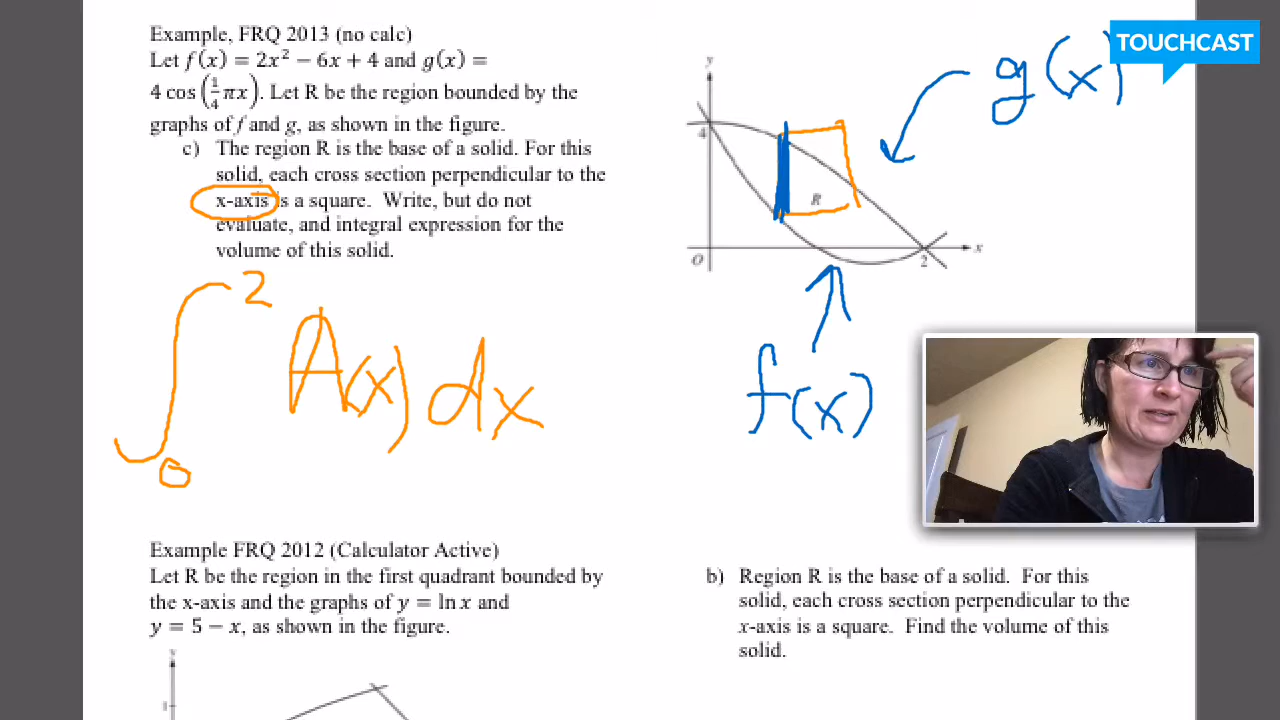 Example, FRQ 2013 (no calc)
Let f(x) = 2x² − 6x + 4 and g(x) =
4 cos (1/4 πx). Let R be the region bounded by the
graphs of f and g, as shown in the figure.
c) The region R is the base of a solid. For this
solid, each cross section perpendicular to the
x-axis is a square. Write, but do not
evaluate, and integral expression for the
volume of this solid.
∫₀² A(x) dx
TOUCHCAST
g(x)
y
4
R
O
2
x
f(x)
Example FRQ 2012 (Calculator Active)
Let R be the region in the first quadrant bounded by
the x-axis and the graphs of y = ln x and
y = 5 − x, as shown in the figure.
y
1
b) Region R is the base of a solid. For this
solid, each cross section perpendicular to the
x-axis is a square. Find the volume of this
solid.